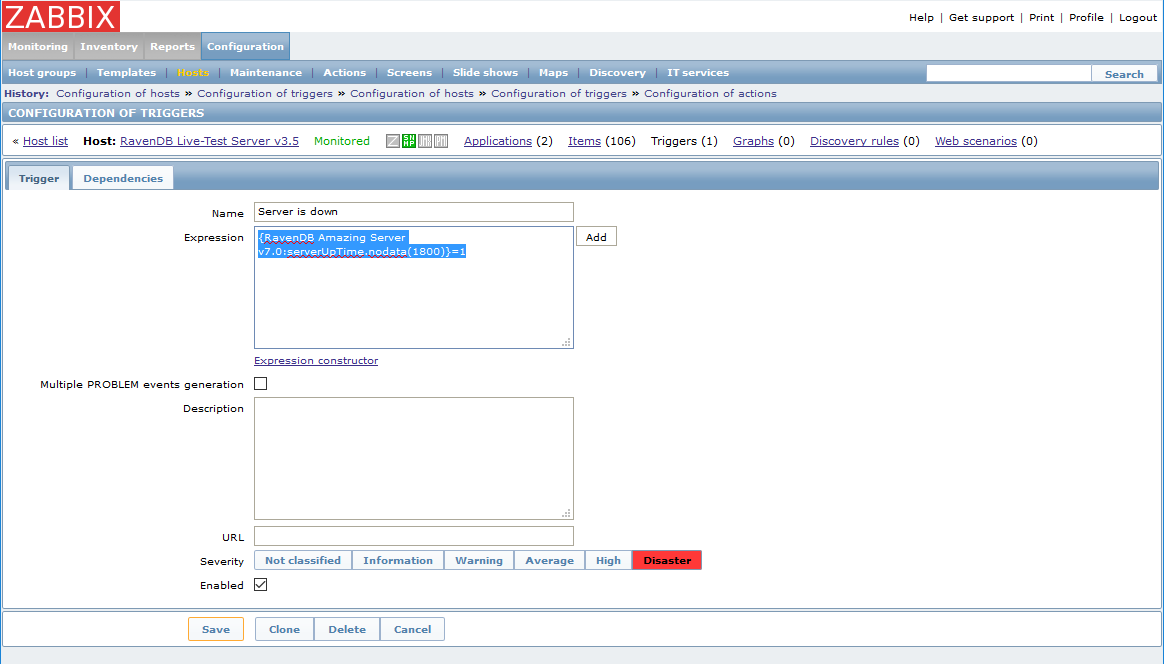 ZABBIX
Help | Get support | Print | Profile | Logout
Monitoring Inventory Reports Configuration
Host groups | Templates | Hosts | Maintenance | Actions | Screens | Slide shows | Maps | Discovery | IT services Search
History: Configuration of hosts » Configuration of triggers » Configuration of hosts » Configuration of triggers » Configuration of actions
CONFIGURATION OF TRIGGERS
« Host list Host: RavenDB Live-Test Server v3.5 Monitored Z SNMP Applications (2) Items (106) Triggers (1) Graphs (0) Discovery rules (0) Web scenarios (0)
Trigger Dependencies
Name Server is down
Expression {RavenDB Amazing Server Add
v7.0:serverUpTime.nodata(1800)}=1
Expression constructor
Multiple PROBLEM events generation
Description
URL
Severity Not classified Information Warning Average High Disaster
Enabled
Save Clone Delete Cancel